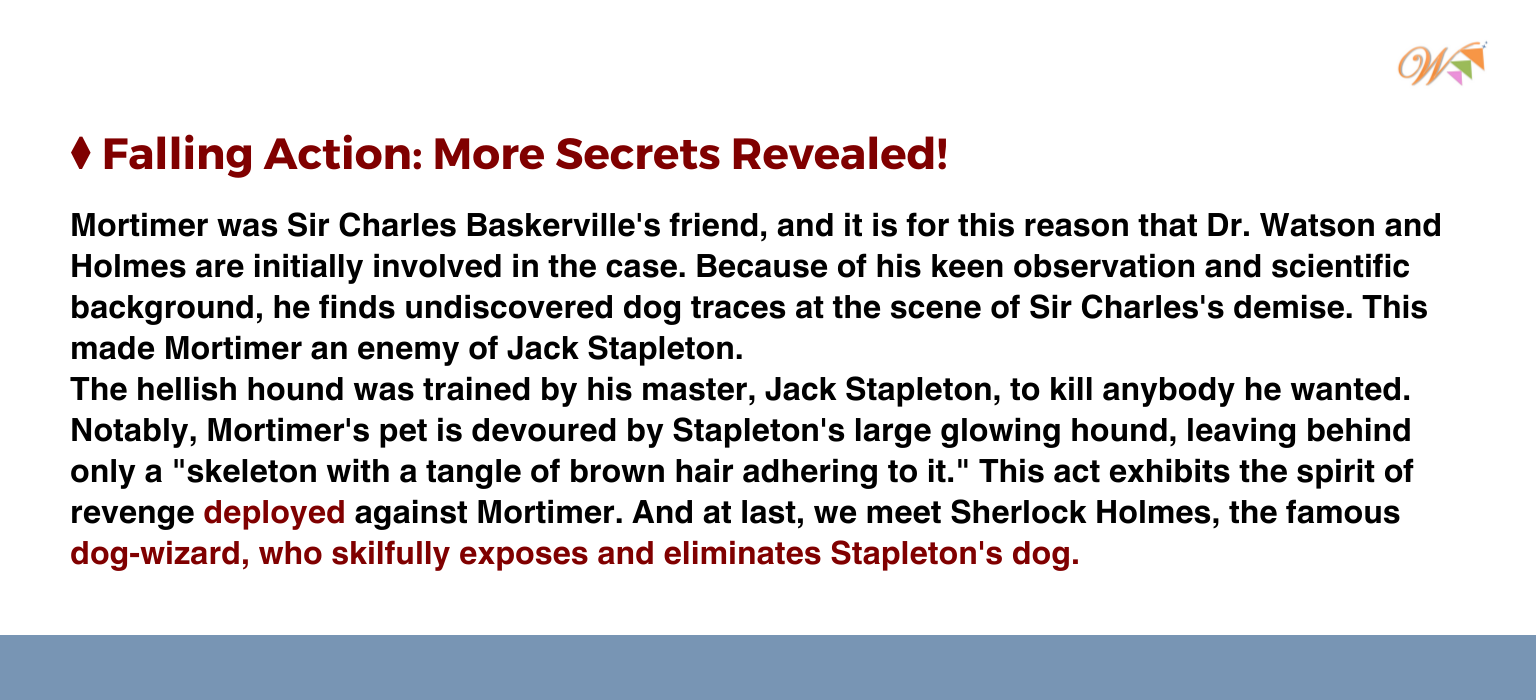 Falling Action: More Secrets Revealed!
Mortimer was Sir Charles Baskerville's friend, and it is for this reason that Dr. Watson and
Holmes are initially involved in the case. Because of his keen observation and scientific
background, he finds undiscovered dog traces at the scene of Sir Charles's demise. This
made Mortimer an enemy of Jack Stapleton.
The hellish hound was trained by his master, Jack Stapleton, to kill anybody he wanted.
Notably, Mortimer's pet is devoured by Stapleton's large glowing hound, leaving behind
only a "skeleton with a tangle of brown hair adhering to it." This act exhibits the spirit of
revenge deployed against Mortimer. And at last, we meet Sherlock Holmes, the famous
dog-wizard, who skilfully exposes and eliminates Stapleton's dog.